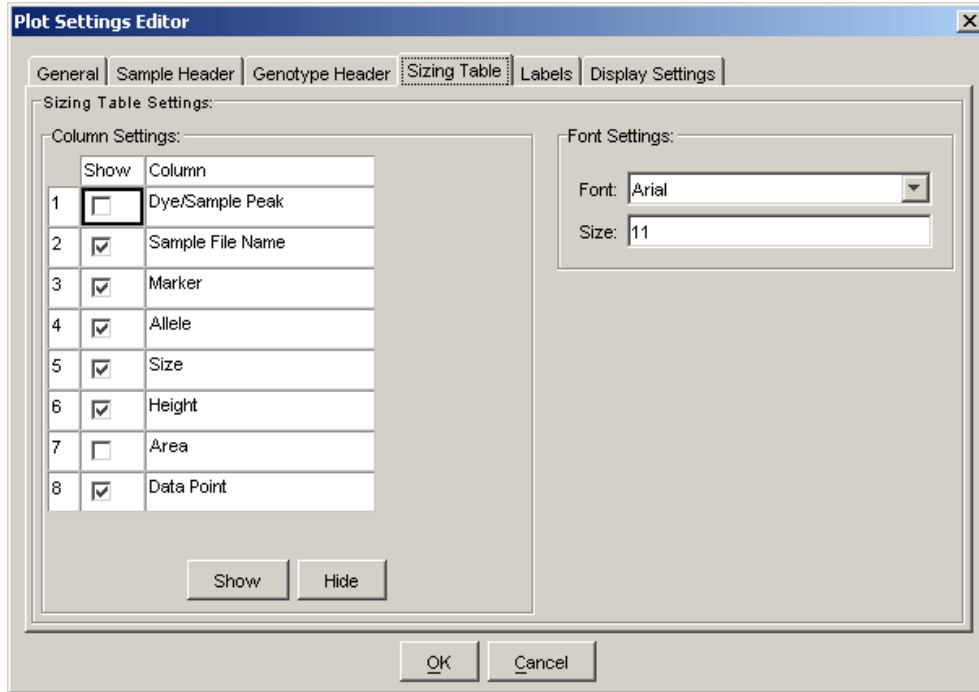 Plot Settings Editor
General Sample Header Genotype Header Sizing Table Labels Display Settings
Sizing Table Settings:
Column Settings:
Show Column
1 Dye/Sample Peak
2 Sample File Name
3 Marker
4 Allele
5 Size
6 Height
7 Area
8 Data Point
Show Hide
Font Settings:
Font: Arial
Size: 11
OK Cancel